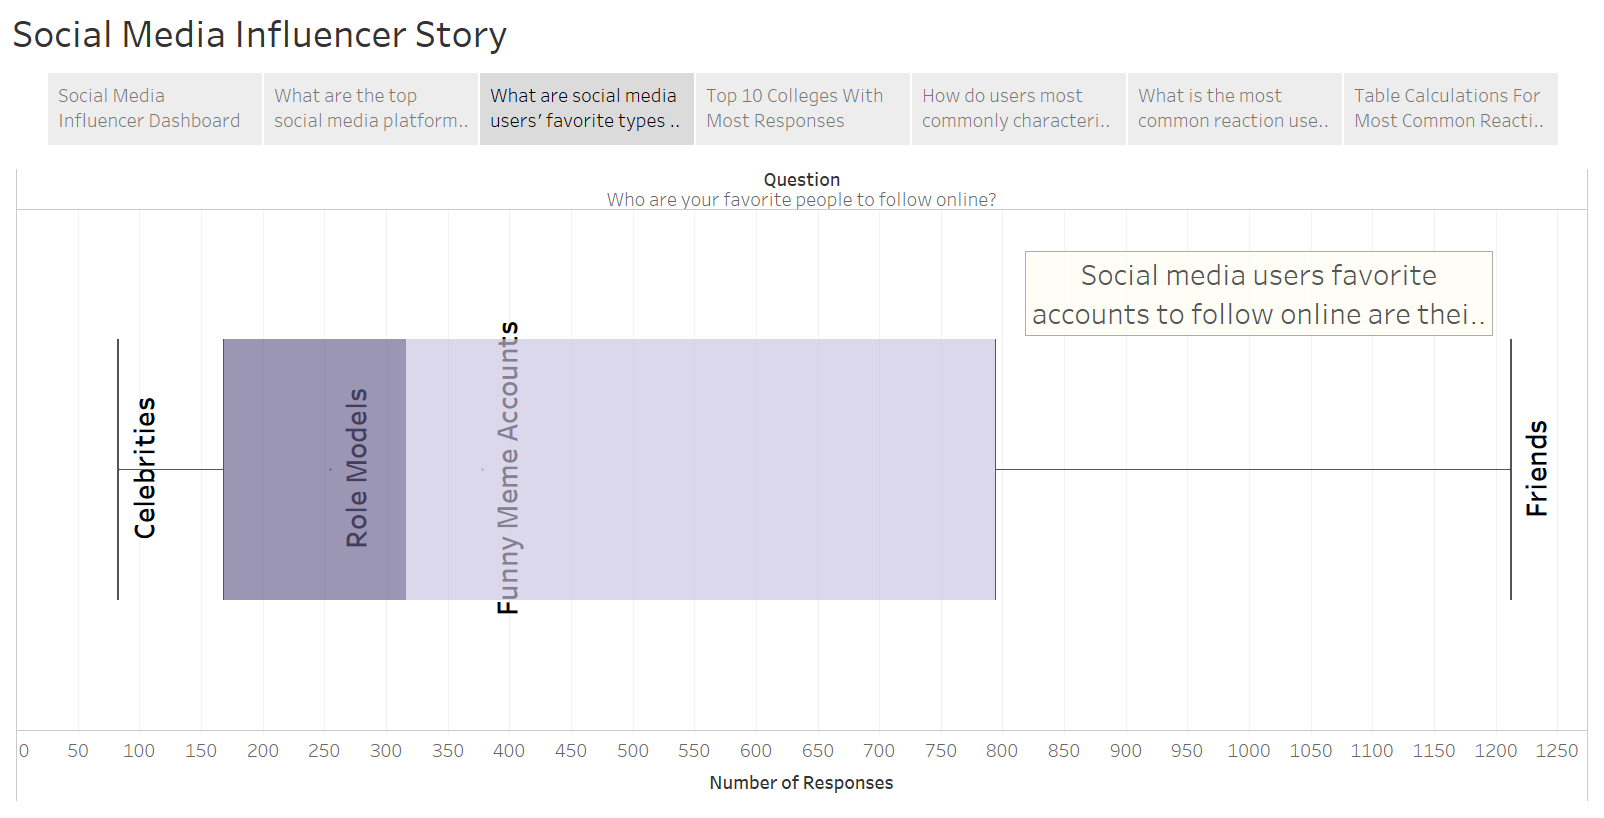 Social Media Influencer Story
Social Media
Influencer Dashboard
What are the top
social media platform..
What are social media
users’ favorite types ..
Top 10 Colleges With
Most Responses
How do users most
commonly characteri..
What is the most
common reaction use..
Table Calculations For
Most Common Reacti..
Question
Who are your favorite people to follow online?
Social media users favorite
accounts to follow online are thei..
Celebrities
Role Models
Funny Meme Accounts
Friends
0 50 100 150 200 250 300 350 400 450 500 550 600 650 700 750 800 850 900 950 1000 1050 1100 1150 1200 1250
Number of Responses